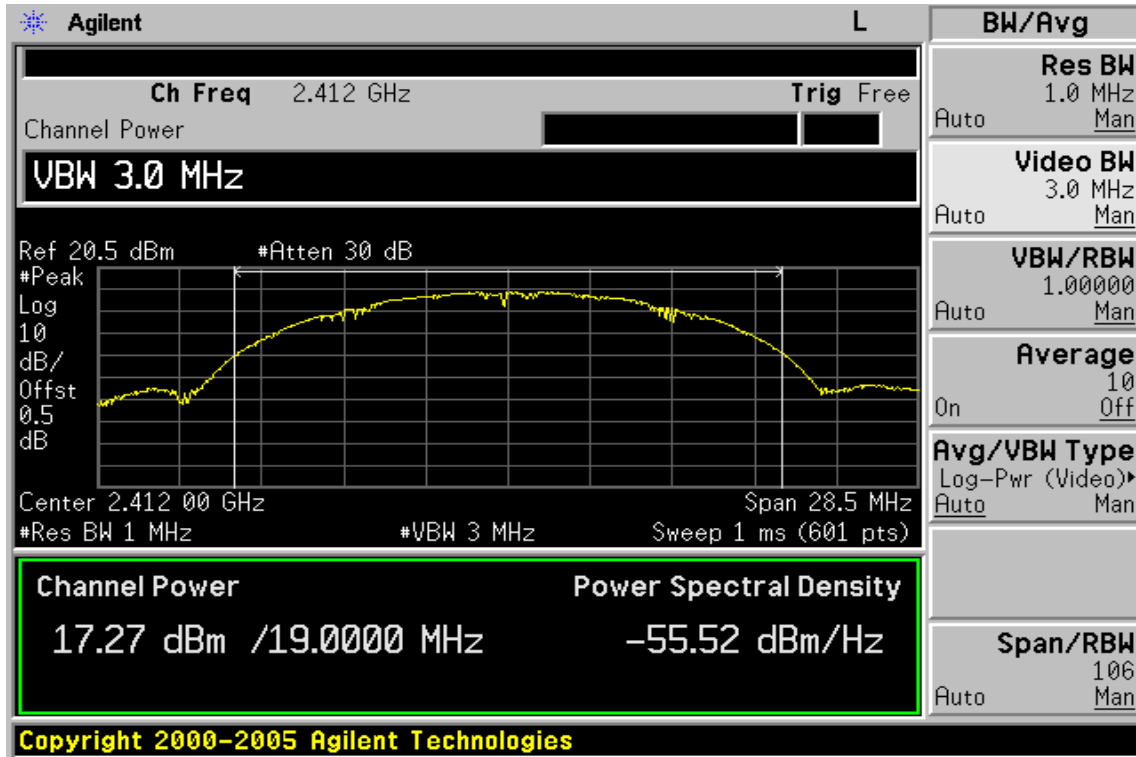 Agilent L
Ch Freq 2.412 GHz Trig Free
Channel Power
VBW 3.0 MHz
Ref 20.5 dBm #Atten 30 dB
#Peak
Log
10
dB/
Offst
0.5
dB
Center 2.412 00 GHz Span 28.5 MHz
#Res BW 1 MHz #VBW 3 MHz Sweep 1 ms (601 pts)
Channel Power Power Spectral Density
17.27 dBm /19.0000 MHz -55.52 dBm/Hz
Copyright 2000-2005 Agilent Technologies
BW/Avg
Res BW
1.0 MHz
Auto Man
Video BW
3.0 MHz
Auto Man
VBW/RBW
1.00000
Auto Man
Average
10
On Off
Avg/VBW Type
Log-Pwr (Video)▸
Auto Man
Span/RBW
106
Auto Man